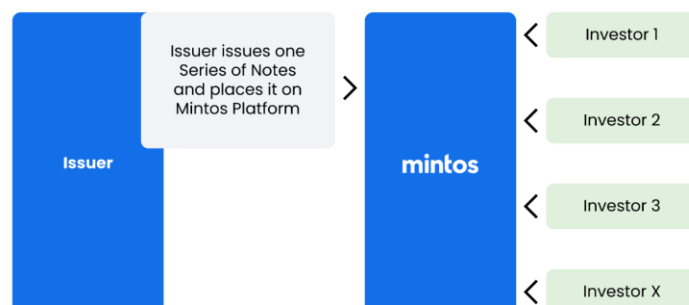 Issuer issues one
Series of Notes
and places it on
Mintos Platform
Issuer
mintos
Investor 1
Investor 2
Investor 3
Investor X